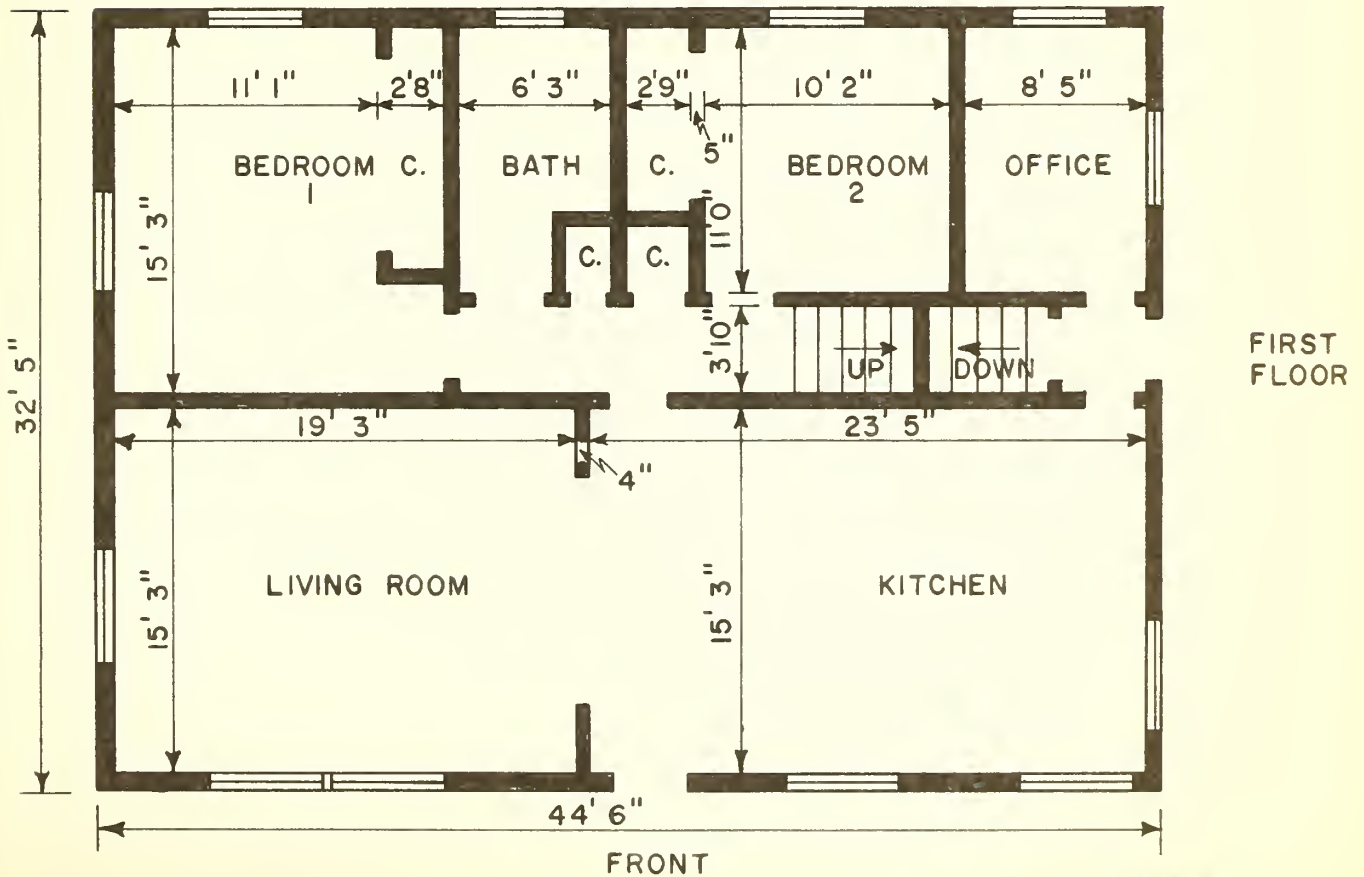 11' 1"
2'8"
6' 3"
2'9"
5"
10' 2"
8' 5"
BEDROOM C.
1
BATH
C.
BEDROOM
2
OFFICE
15' 3"
11'0"
C.
C.
3'10"
UP
DOWN
FIRST
FLOOR
32' 5"
19' 3"
23' 5"
4"
LIVING ROOM
15' 3"
15' 3"
KITCHEN
44' 6"
FRONT